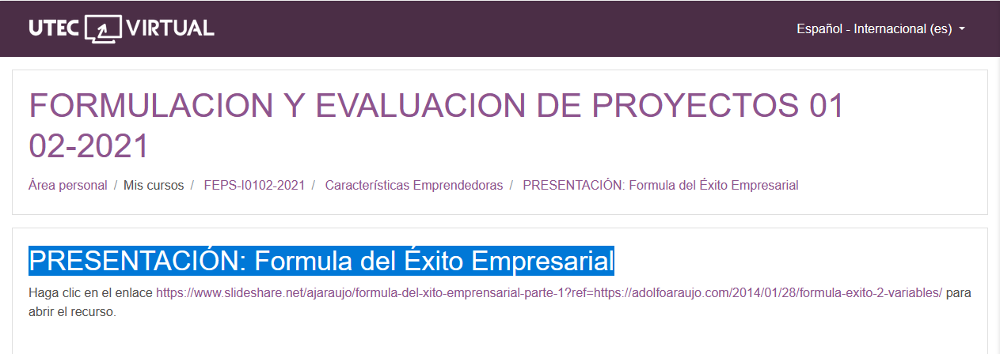 UTEC VIRTUAL
Español - Internacional (es)
FORMULACION Y EVALUACION DE PROYECTOS 01
02-2021
Área personal / Mis cursos / FEPS-I0102-2021 / Características Emprendedoras / PRESENTACIÓN: Formula del Éxito Empresarial
PRESENTACIÓN: Formula del Éxito Empresarial
Haga clic en el enlace https://www.slideshare.net/ajaraujo/formula-del-xito-emprensarial-parte-1?ref=https://adolfoaraujo.com/2014/01/28/formula-exito-2-variables/ para
abrir el recurso.